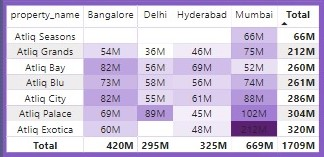 property_name Bangalore Delhi Hyderabad Mumbai Total
Atliq Seasons 66M 66M
Atliq Grands 54M 36M 46M 75M 212M
Atliq Bay 82M 56M 69M 52M 260M
Atliq Blu 73M 58M 56M 74M 261M
Atliq City 82M 55M 61M 88M 286M
Atliq Palace 69M 89M 45M 102M 304M
Atliq Exotica 60M 48M 320M
Total 420M 295M 325M 669M 1709M